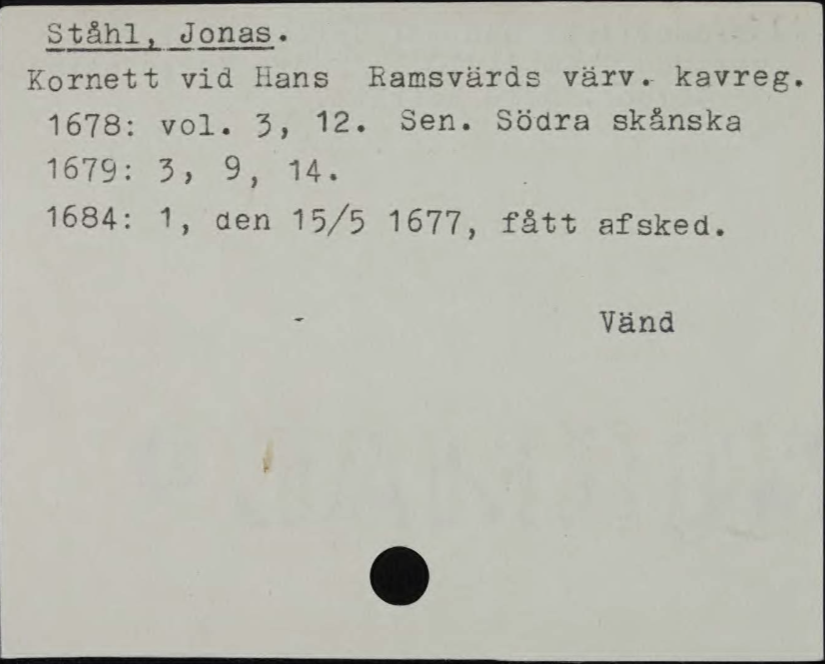 Ståhl, Jonas.
Kornett vid Hans Ramsvärds värv. kavreg.
1678: vol. 3, 12. Sen. Södra skånska
1679: 3, 9, 14.
1684: 1, den 15/5 1677, fått afsked.
Vänd